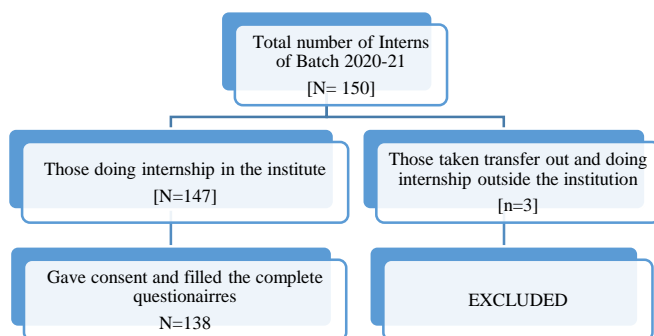 Total number of Interns
of Batch 2020-21
[N= 150]
Those doing internship in the institute
[N=147]
Those taken transfer out and doing
internship outside the institution
[n=3]
Gave consent and filled the complete
questionairres
N=138
EXCLUDED